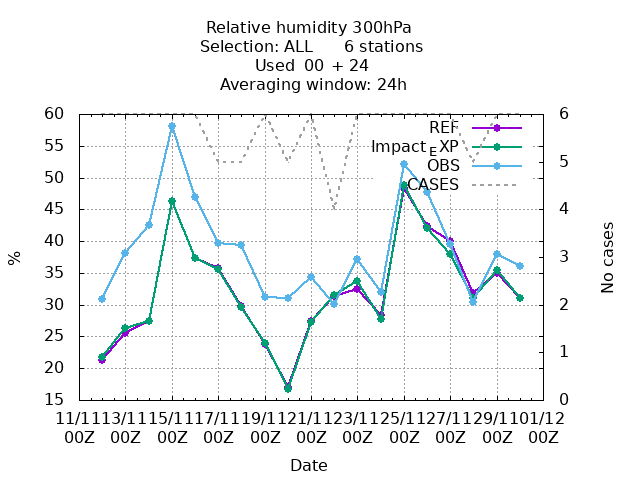 Relative humidity 300hPa
Selection: ALL 6 stations
Used 00 + 24
Averaging window: 24h
60 6
REF
Impact_EXP
55 5
OBS
50
CASES
45 4
40
% 35 3 No cases
30 2
25
20 1
15 0
11/11 13/11 15/11 17/11 19/11 21/11 23/11 25/11 27/11 29/11 01/12
00Z 00Z 00Z 00Z 00Z 00Z 00Z 00Z 00Z 00Z 00Z
Date